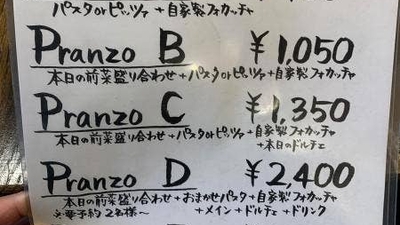 パスタorピッツァ+自家製フォカッチャ
Pranzo B ¥1,050
本日の前菜盛り合わせ+パスタorピッツァ+自家製フォカッチャ
Pranzo C ¥1,350
本日の前菜盛り合わせ+パスタorピッツァ+自家製フォカッチャ
+本日のドルチェ
Pranzo D ¥2,400
本日の前菜盛り合わせ+おまかせパスタ+自家製フォカッチャ
※要予約2名様〜 +メイン+ドルチェ+ドリンク